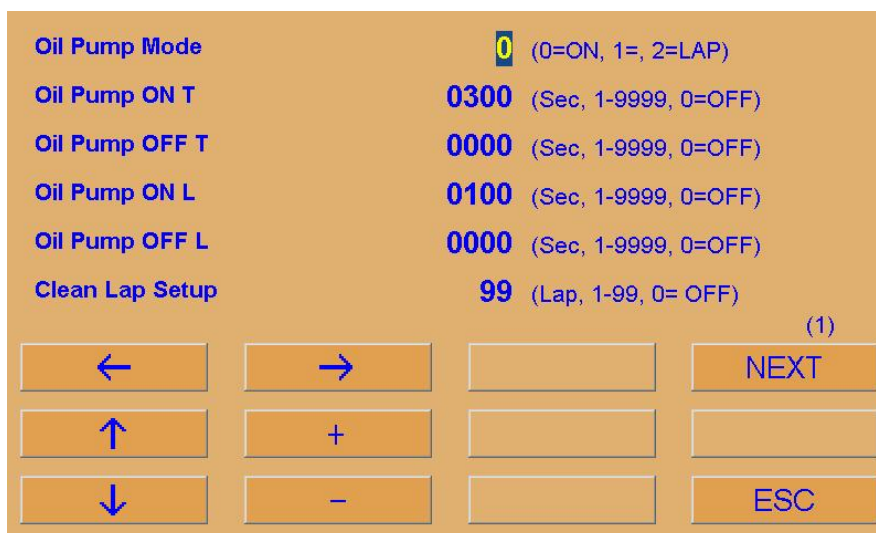 Oil Pump Mode 0 (0=ON, 1=, 2=LAP)
Oil Pump ON T 0300 (Sec, 1-9999, 0=OFF)
Oil Pump OFF T 0000 (Sec, 1-9999, 0=OFF)
Oil Pump ON L 0100 (Sec, 1-9999, 0=OFF)
Oil Pump OFF L 0000 (Sec, 1-9999, 0=OFF)
Clean Lap Setup 99 (Lap, 1-99, 0= OFF)
(1)
← → NEXT
↑ +
↓ − ESC